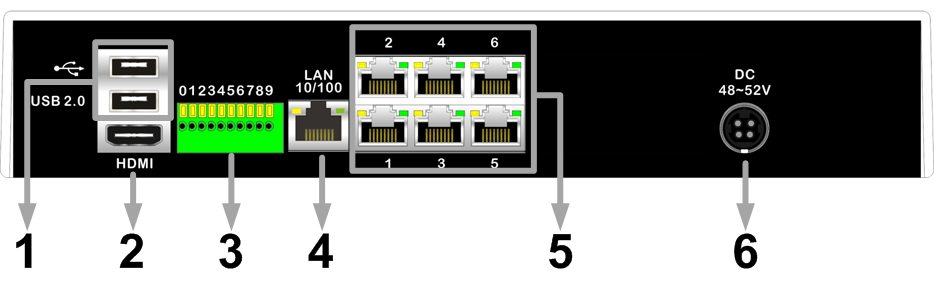 2 4 6
USB 2.0
HDMI
0123456789
LAN
10/100
1 3 5
DC
48~52V
1 2 3 4 5 6